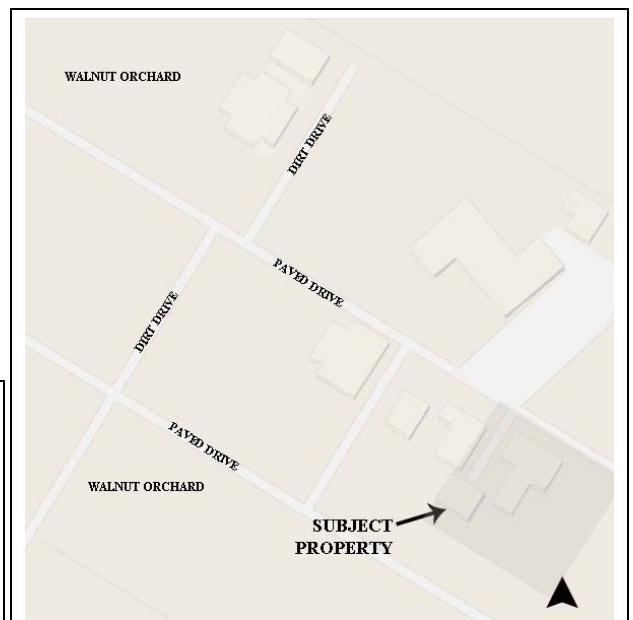 WALNUT ORCHARD
DIRT DRIVE
PAVED DRIVE
DIRT DRIVE
PAVED DRIVE
WALNUT ORCHARD
SUBJECT
PROPERTY